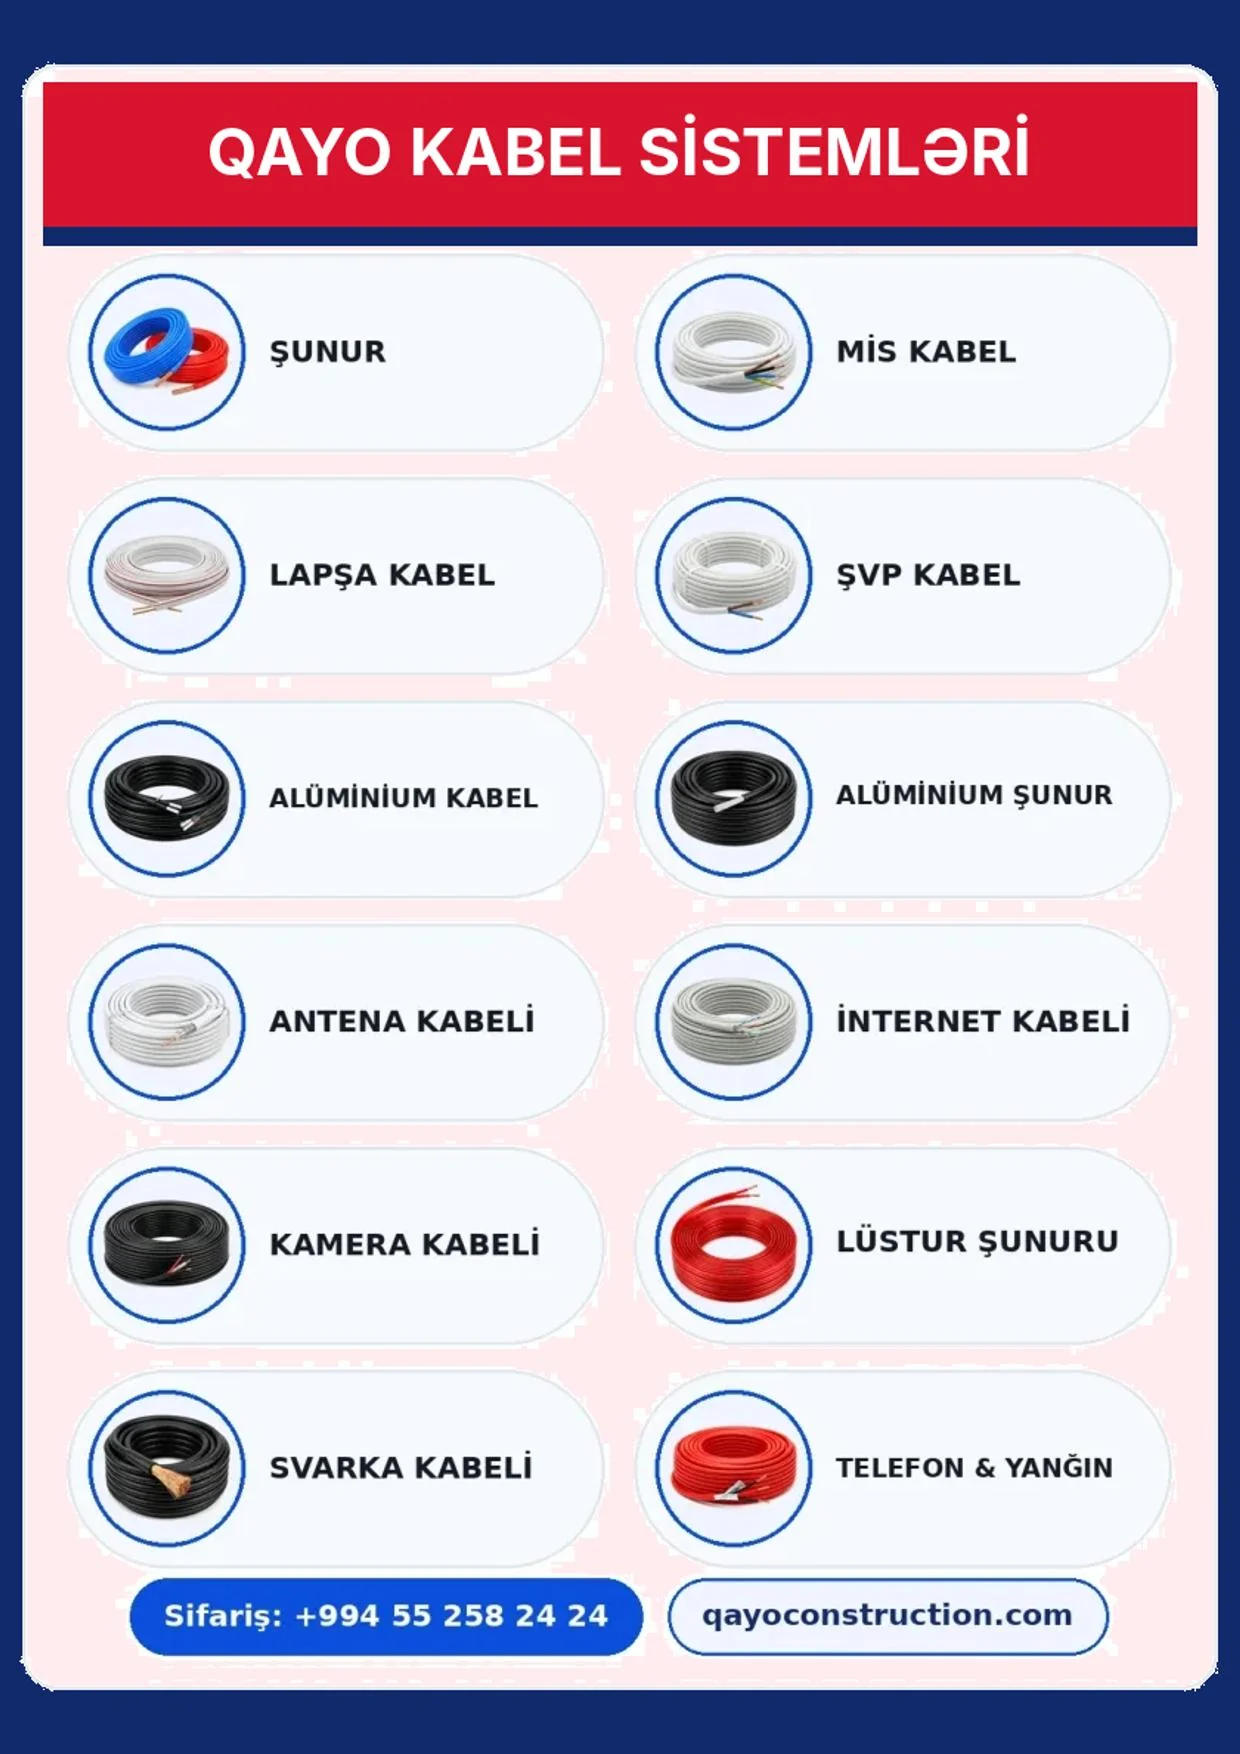 QAYO KABEL SİSTEMLƏRİ
ŞUNUR
MİS KABEL
LAPŞA KABEL
ŞVP KABEL
ALÜMİNİUM KABEL
ALÜMİNİUM ŞUNUR
ANTENA KABELİ
İNTERNET KABELİ
KAMERA KABELİ
LÜSTUR ŞUNURU
SVARKA KABELİ
TELEFON & YANĞIN
Sifariş: +994 55 258 24 24
qayoconstruction.com